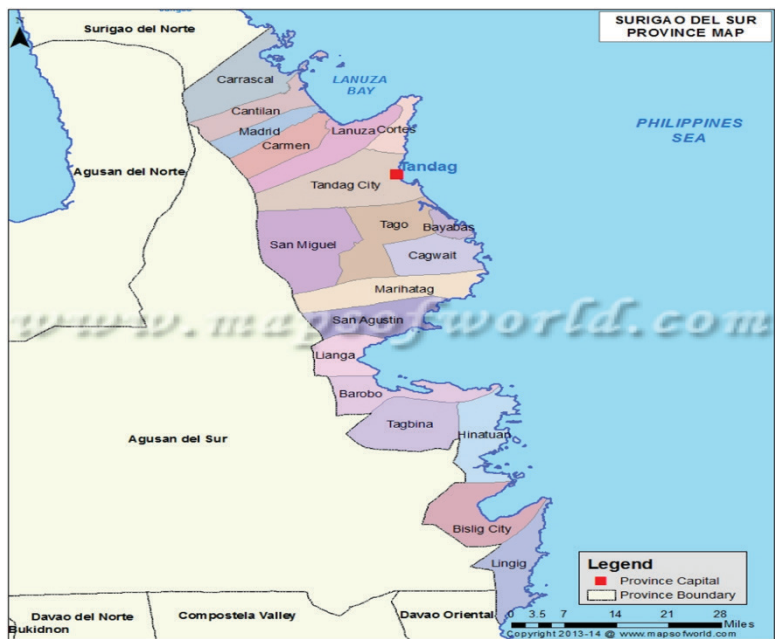 SURIGAO DEL SUR
PROVINCE MAP
Surigao del Norte
Carrascal
LANUZA
BAY
Cantilan
Madrid
Lanuza
Cortes
Carmen
PHILIPPINES
SEA
Agusan del Norte
Tandag
Tandag City
Tago
Bayabas
San Miguel
Cagwait
Marihatag
www.mapsofworld.com
San Agustin
Lianga
Barobo
Tagbina
Hinatuan
Agusan del Sur
Bislig City
Lingig
Legend
Province Capital
Province Boundary
Davao del Norte
Compostela Valley
Davao Oriental
Bukidnon
0 3.5 7 14 21 28
Miles
Copyright 2013-14 @ www.mapsofworld.com